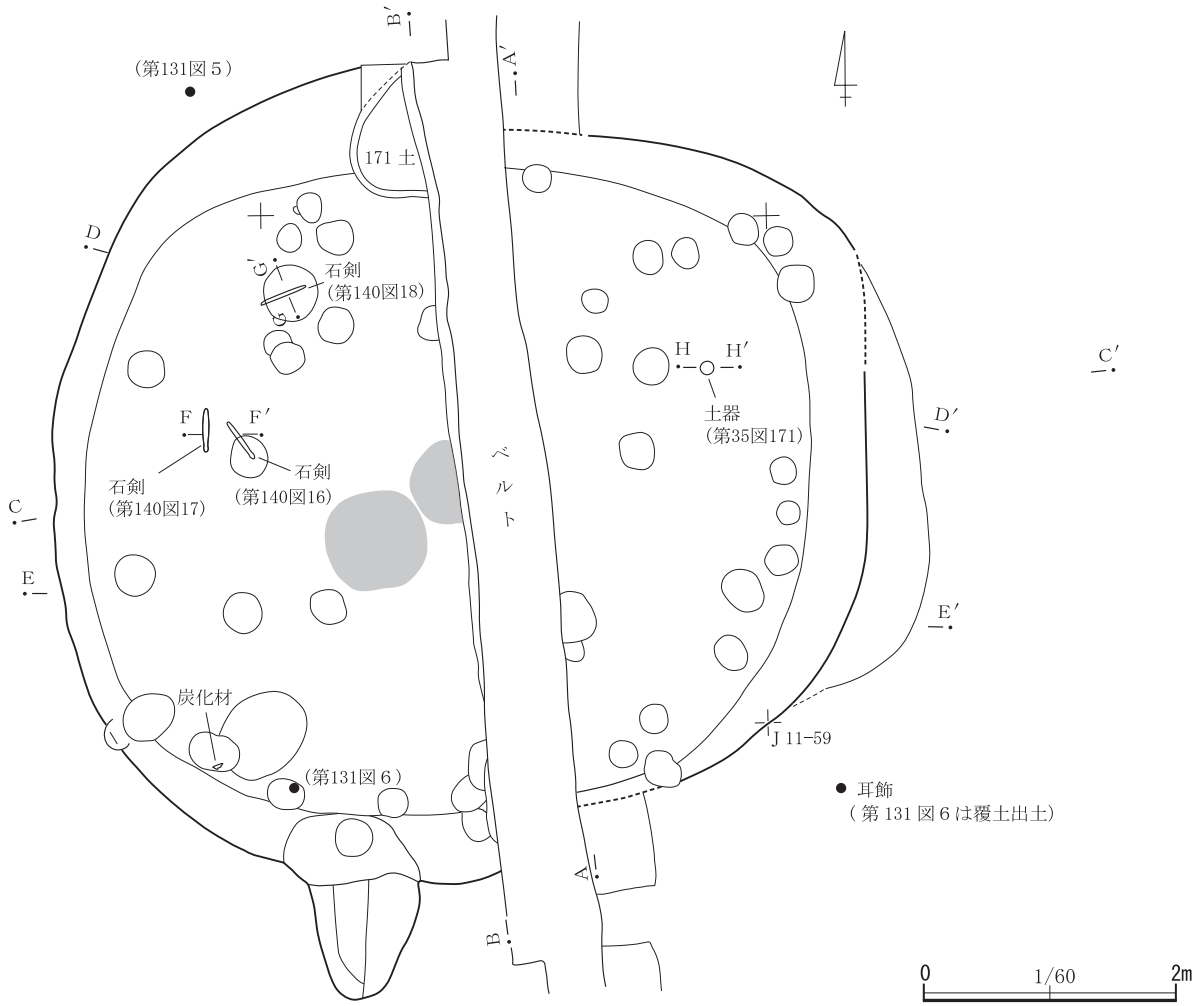 B′
A′
(第131図５)
171 土
D
G′
石剣
(第140図18)
G
C′
H H′
土器
(第35図171)
D′
F F′
石剣
(第140図17)
石剣
(第140図16)
ベルト
C
E
E′
炭化材
(第131図６)
J 11-59
耳飾
( 第 131 図 6 は覆土出土)
A
B
0 1/60 2m